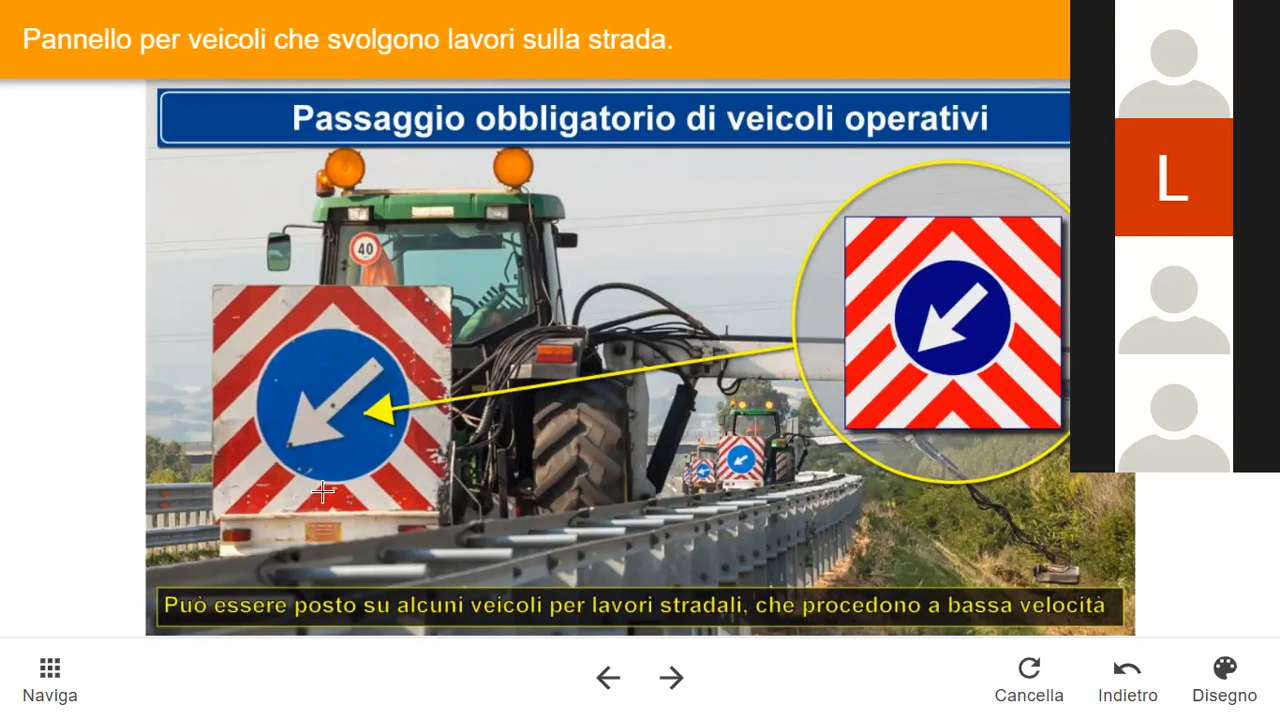 Pannello per veicoli che svolgono lavori sulla strada.
Passaggio obbligatorio di veicoli operativi
40
L
Può essere posto su alcuni veicoli per lavori stradali, che procedono a bassa velocità
Naviga
Cancella
Indietro
Disegno